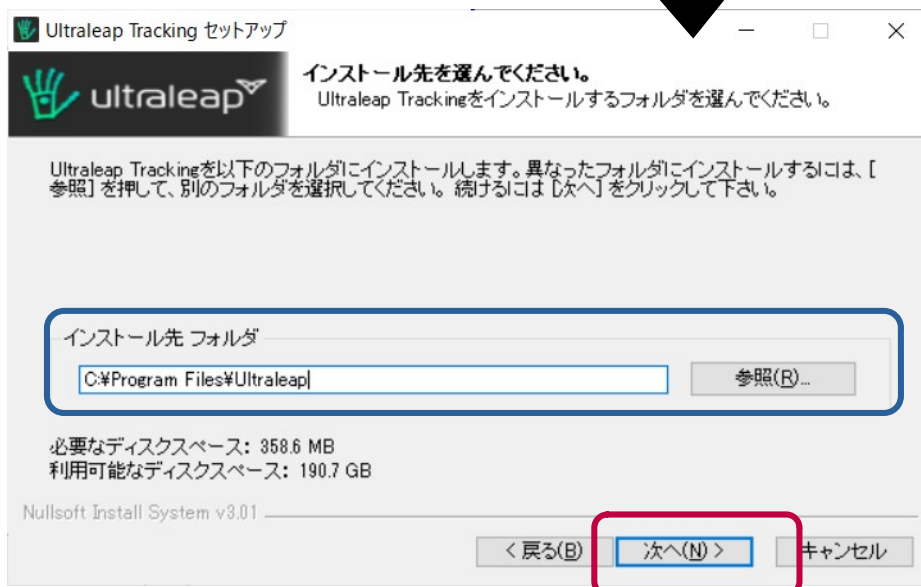 Ultraleap Tracking セットアップ
ultraleap
インストール先を選んでください。
Ultraleap Trackingをインストールするフォルダを選んでください。
Ultraleap Trackingを以下のフォルダにインストールします。異なったフォルダにインストールするには、[
参照] を押して、別のフォルダを選択してください。 続けるには [次へ] をクリックして下さい。
インストール先 フォルダ
C:¥Program Files¥Ultraleap
参照(R)...
必要なディスクスペース: 358.6 MB
利用可能なディスクスペース: 190.7 GB
Nullsoft Install System v3.01
< 戻る(B)
次へ(N) >
キャンセル